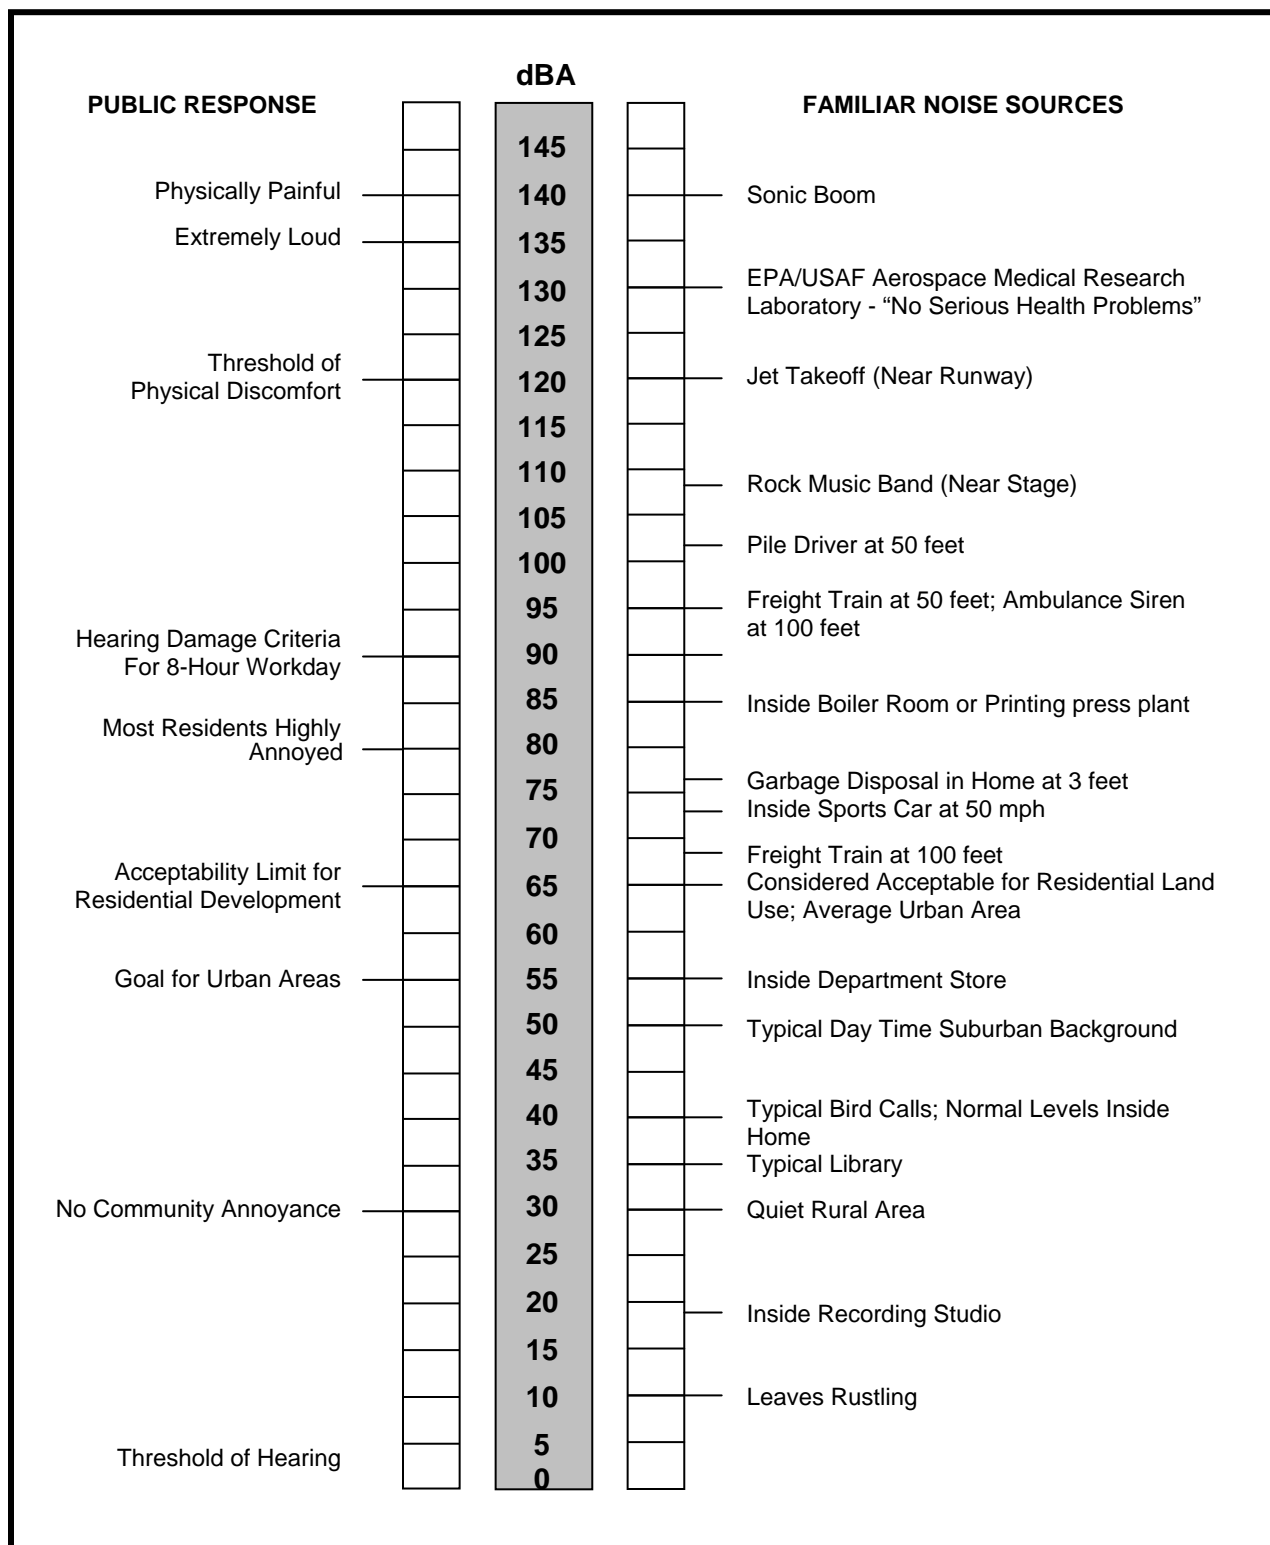 dBA
PUBLIC RESPONSE
FAMILIAR NOISE SOURCES
145
Physically Painful
140
Sonic Boom
Extremely Loud
135
130
EPA/USAF Aerospace Medical Research
Laboratory - “No Serious Health Problems”
125
Threshold of
Physical Discomfort
120
Jet Takeoff (Near Runway)
115
110
Rock Music Band (Near Stage)
105
Pile Driver at 50 feet
100
95
Freight Train at 50 feet; Ambulance Siren
at 100 feet
Hearing Damage Criteria
For 8-Hour Workday
90
85
Inside Boiler Room or Printing press plant
Most Residents Highly
Annoyed
80
Garbage Disposal in Home at 3 feet
75
Inside Sports Car at 50 mph
70
Freight Train at 100 feet
Acceptability Limit for
Residential Development
65
Considered Acceptable for Residential Land
Use; Average Urban Area
60
Goal for Urban Areas
55
Inside Department Store
50
Typical Day Time Suburban Background
45
40
Typical Bird Calls; Normal Levels Inside
Home
35
Typical Library
No Community Annoyance
30
Quiet Rural Area
25
20
Inside Recording Studio
15
10
Leaves Rustling
5
Threshold of Hearing
0